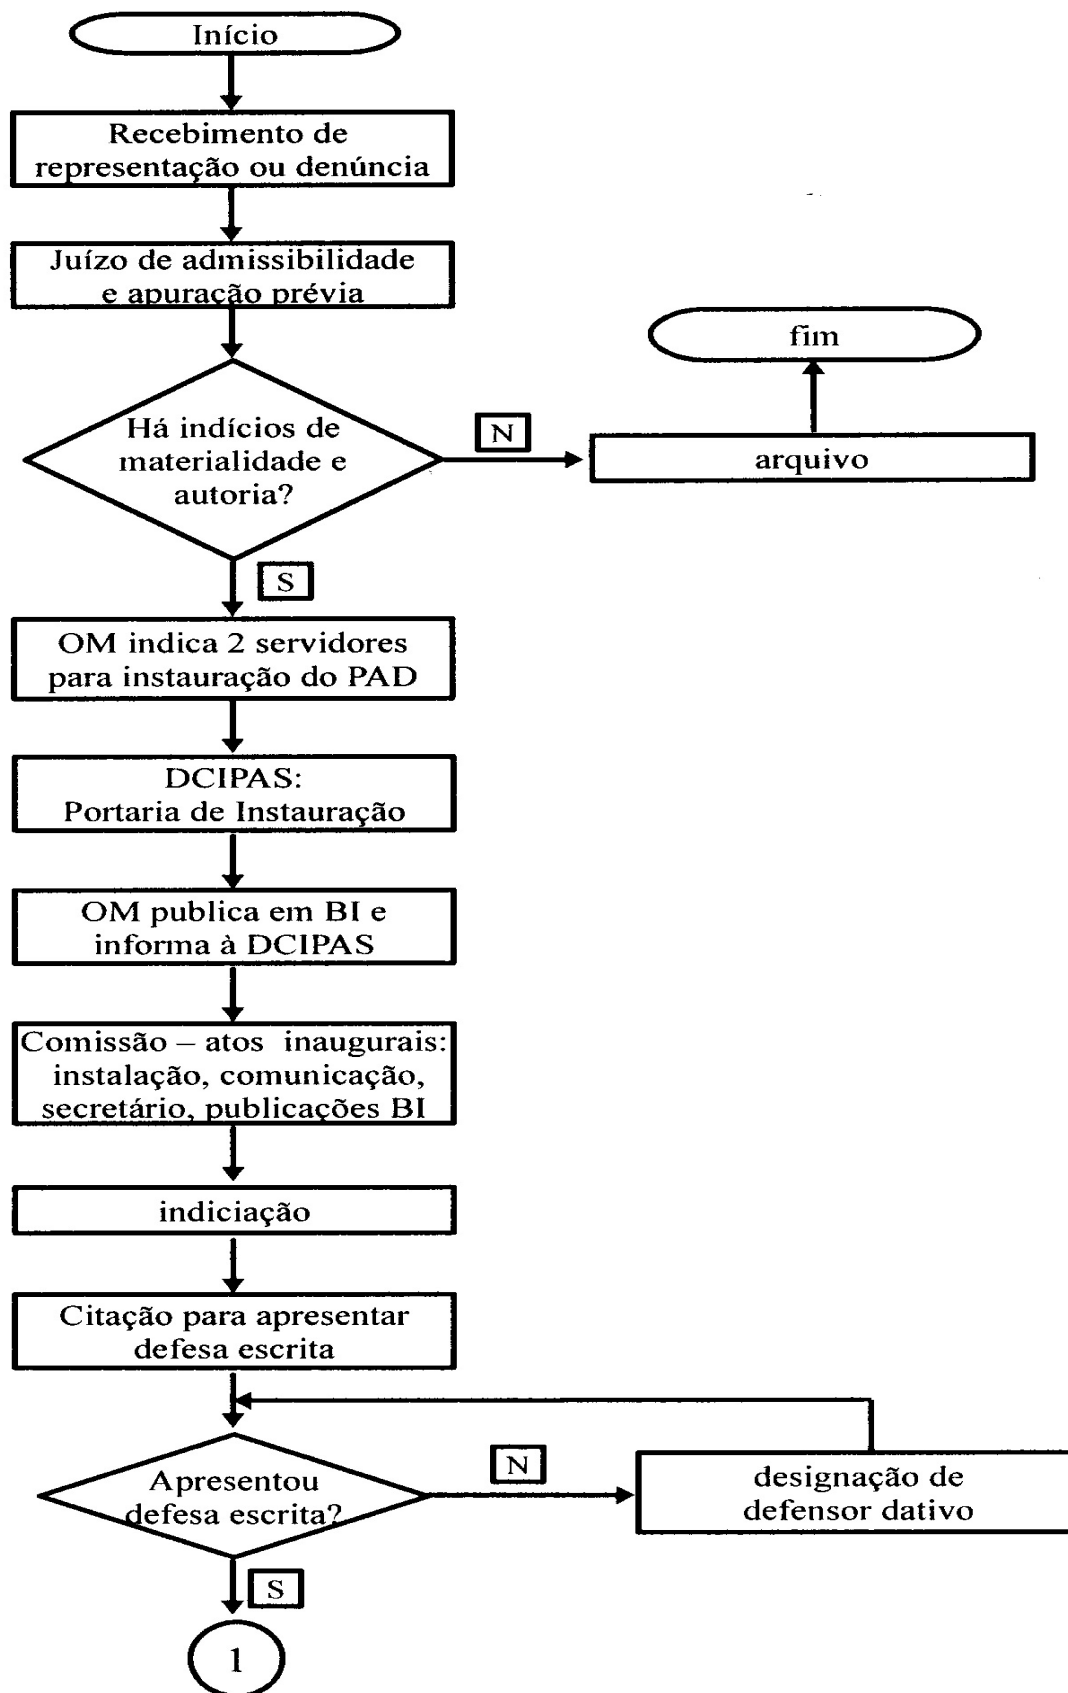 Início
Recebimento de
representação ou denúncia
Juízo de admissibilidade
e apuração prévia
fim
Há indícios de
materialidade e
autoria?
N
arquivo
S
OM indica 2 servidores
para instauração do PAD
DCIPAS:
Portaria de Instauração
OM publica em BI e
informa à DCIPAS
Comissão – atos inaugurais:
instalação, comunicação,
secretário, publicações BI
indiciação
Citação para apresentar
defesa escrita
Apresentou
defesa escrita?
N
designação de
defensor dativo
S
1